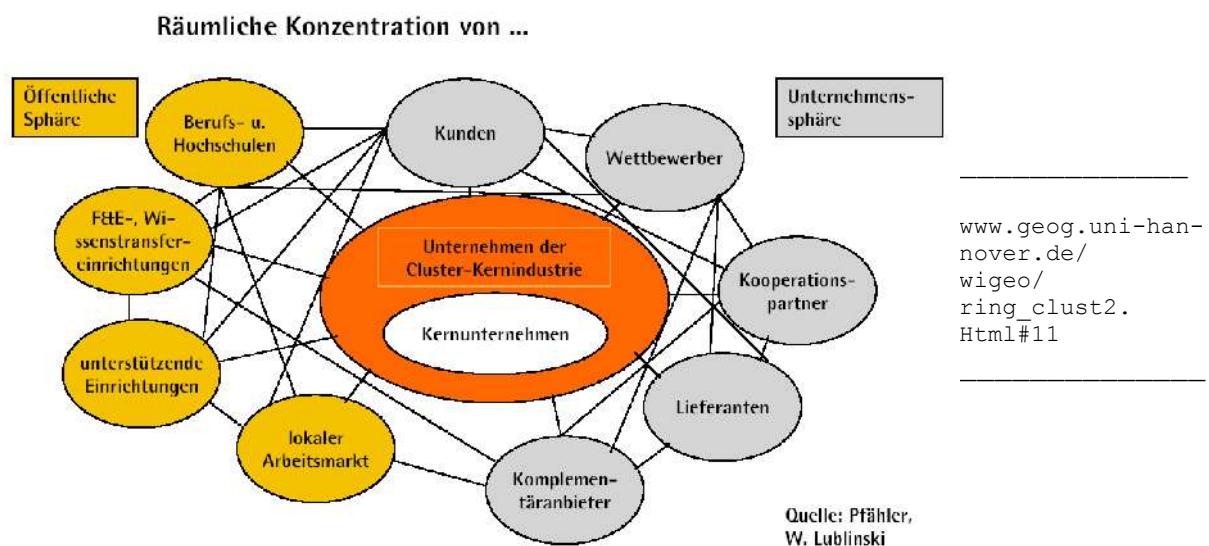 Räumliche Konzentration von ...
Öffentliche
Sphäre
Berufs- u.
Hochschulen
Kunden
Unternehmens-
sphäre
Wettbewerber
F&E-, Wi-
ssenstransfer-
einrichtungen
Unternehmen der
Cluster-Kernindustrie
Kooperations-
partner
Kernunternehmen
unterstützende
Einrichtungen
Lieferanten
lokaler
Arbeitsmarkt
Komplemen-
täranbieter
Quelle: Pfähler,
W. Lublinski
www.geog.uni-han-
nover.de/
wigeo/
ring_clust2.
Html#11